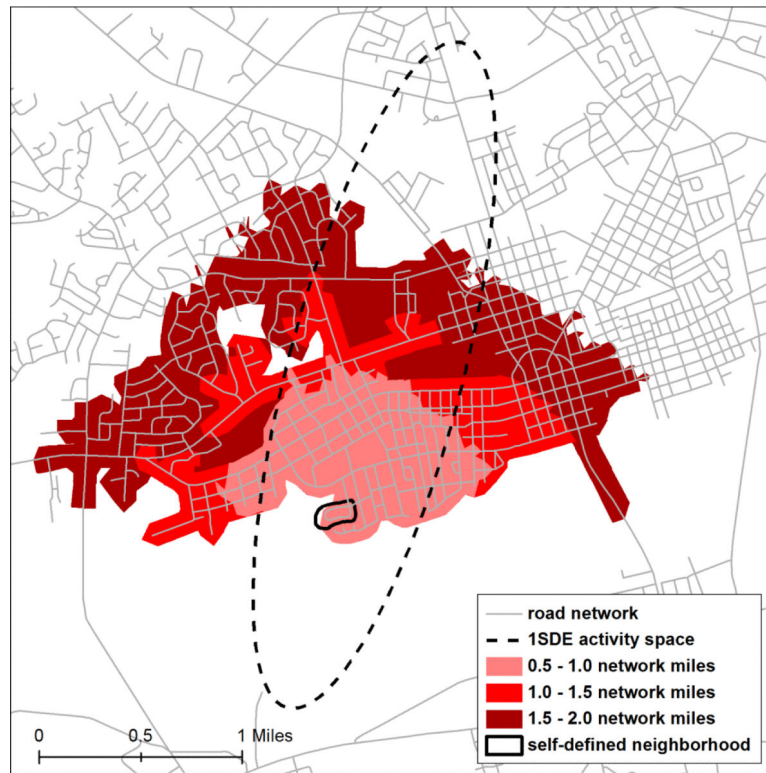 road network
1SDE activity space
0.5 - 1.0 network miles
1.0 - 1.5 network miles
1.5 - 2.0 network miles
self-defined neighborhood
0 0.5 1 Miles